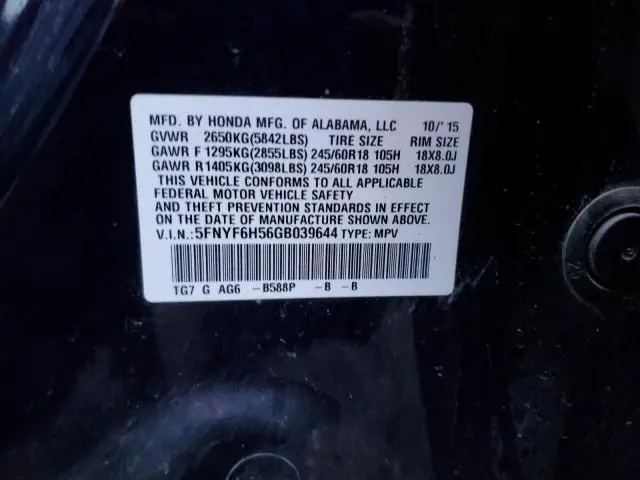 MFD. BY HONDA MFG. OF ALABAMA, LLC 10/'15
GVWR 2650KG(5842LBS) TIRE SIZE RIM SIZE
GAWR F 1295KG(2855LBS) 245/60R18 105H 18X8.0J
GAWR R 1405KG(3098LBS) 245/60R18 105H 18X8.0J
THIS VEHICLE CONFORMS TO ALL APPLICABLE
FEDERAL MOTOR VEHICLE SAFETY
AND THEFT PREVENTION STANDARDS IN EFFECT
ON THE DATE OF MANUFACTURE SHOWN ABOVE.
V.I.N.: 5FNYF6H56GB039644 TYPE: MPV
TG7 G AG6 -B588P -B -B